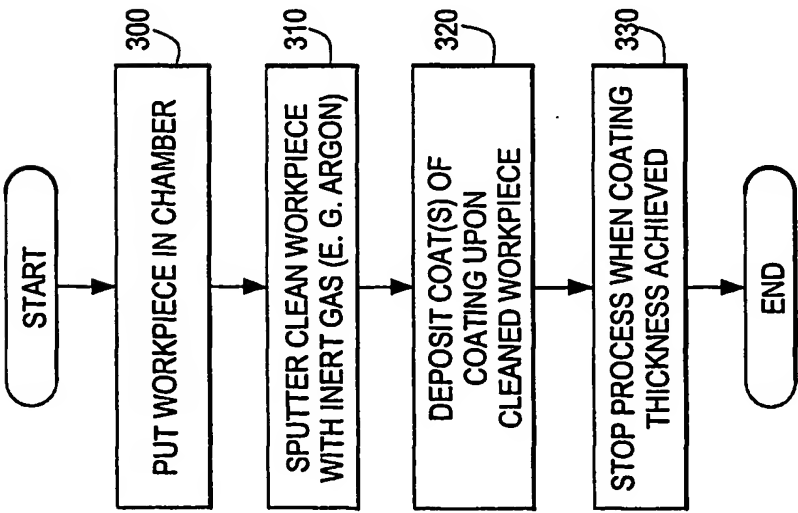 START
300
PUT WORKPIECE IN CHAMBER
310
SPUTTER CLEAN WORKPIECE
WITH INERT GAS (E. G. ARGON)
320
DEPOSIT COAT(S) OF
COATING UPON
CLEANED WORKPIECE
330
STOP PROCESS WHEN COATING
THICKNESS ACHIEVED
END